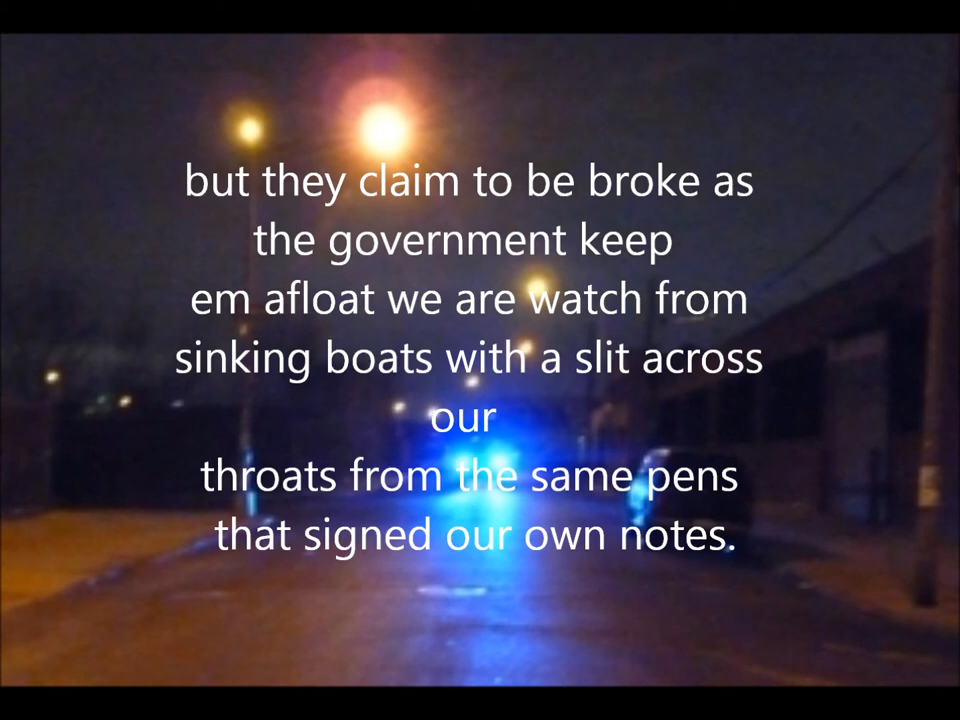 but they claim to be broke as
the government keep
em afloat we are watch from
sinking boats with a slit across
our
throats from the same pens
that signed our own notes.